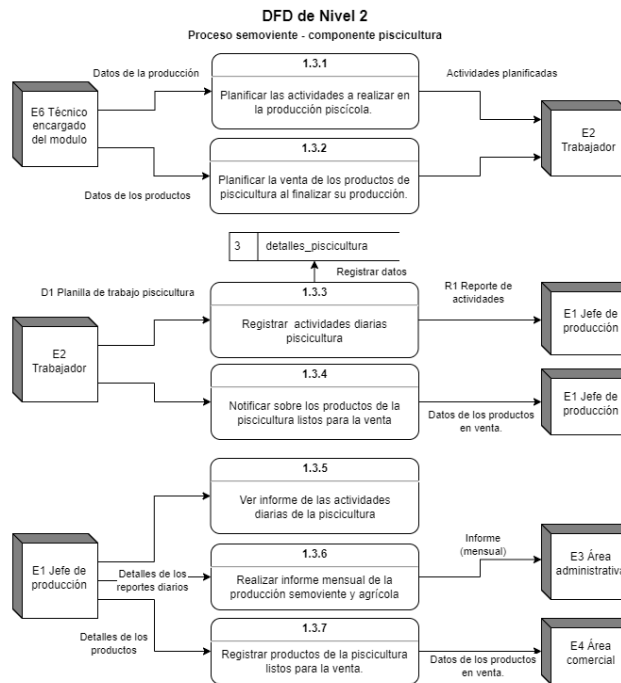 DFD de Nivel 2
Proceso semoviente - componente piscicultura
Datos de la producción
E6 Técnico
encargado
del modulo
Datos de los productos
1.3.1
Planificar las actividades a realizar en
la producción piscícola.
1.3.2
Planificar la venta de los productos de
piscicultura al finalizar su producción.
Actividades planificadas
E2
Trabajador
3 detalles_piscicultura
Registrar datos
D1 Planilla de trabajo piscicultura
E2
Trabajador
1.3.3
Registrar actividades diarias
piscicultura
R1 Reporte de
actividades
E1 Jefe de
producción
1.3.4
Notificar sobre los productos de la
piscicultura listos para la venta
Datos de los productos
en venta.
E1 Jefe de
producción
1.3.5
Ver informe de las actividades
diarias de la piscicultura
E1 Jefe de
producción
Detalles de los
reportes diarios
1.3.6
Realizar informe mensual de la
producción semoviente y agrícola
Informe
(mensual)
E3 Área
administrativa
Detalles de los
productos
1.3.7
Registrar productos de la piscicultura
listos para la venta.
Datos de los productos
en venta.
E4 Área
comercial